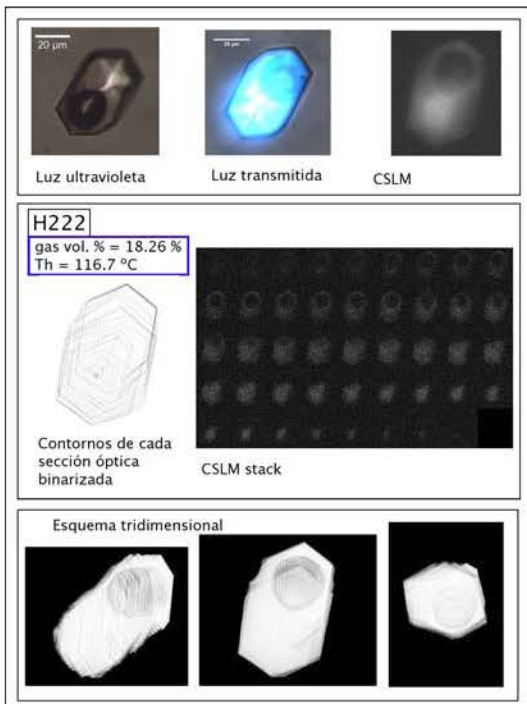 20 µm
Luz ultravioleta
Luz transmitida
CSLM
H222
gas vol. % = 18.26 %
Th = 116.7 ºC
Contornos de cada
sección óptica
binarizada
CSLM stack
Esquema tridimensional